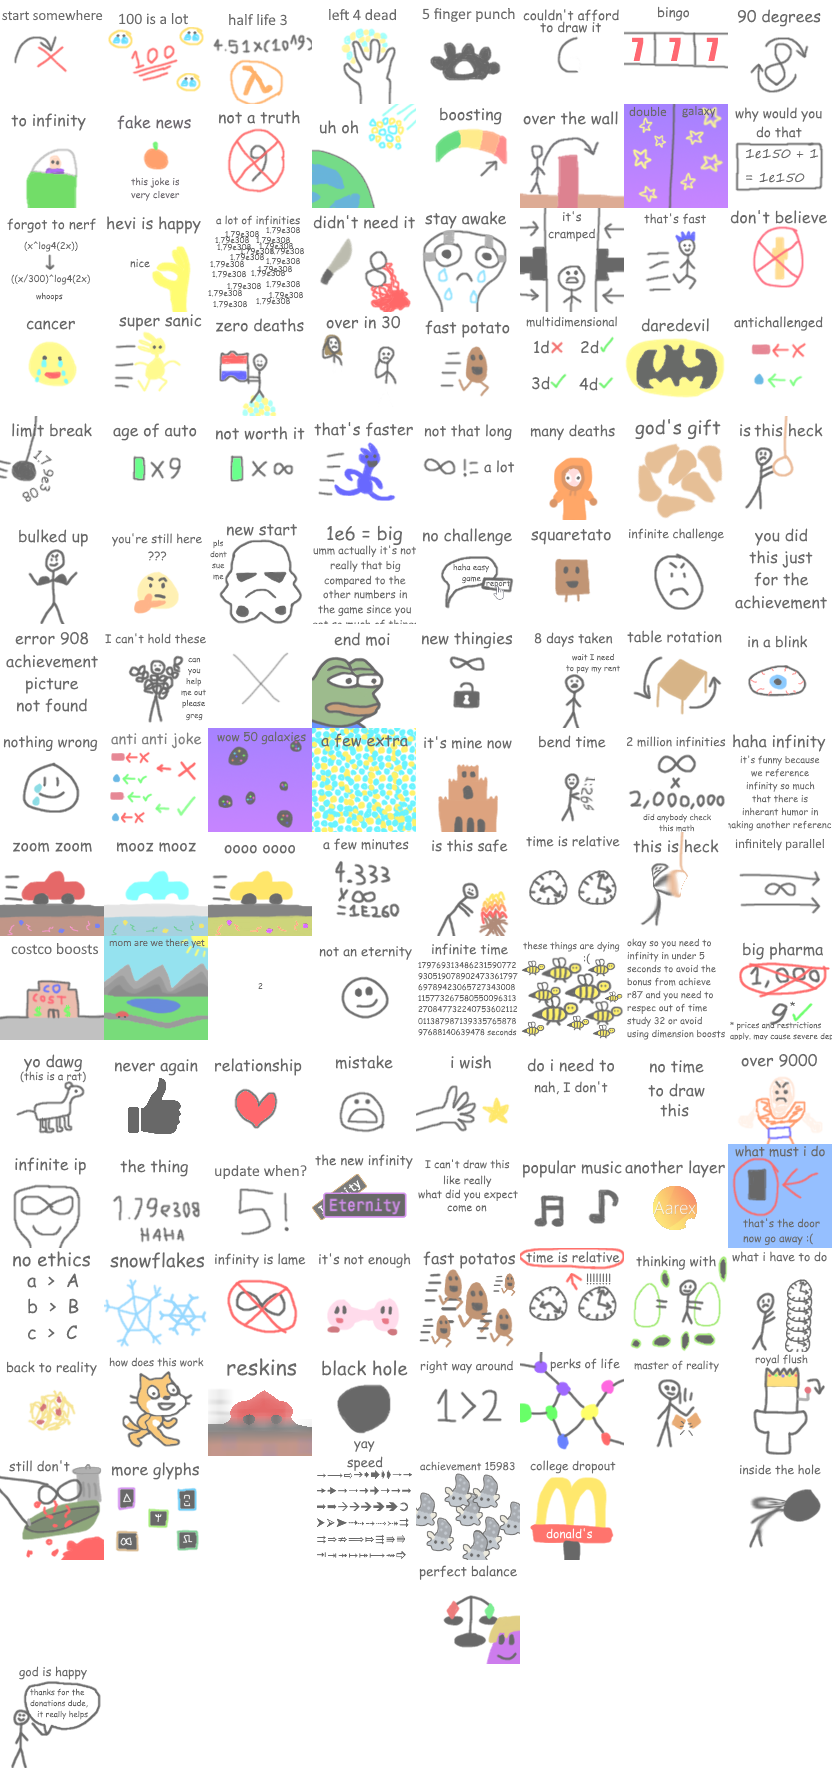 start somewhere
100 is a lot
100
half life 3
4.51x(10^19)
λ
left 4 dead
5 finger punch
couldn't afford
to draw it
bingo
7 7 7
90 degrees
8
to infinity
fake news
this joke is
very clever
not a truth
9
uh oh
boosting
over the wall
double galaxy
why would you
do that
1e150 + 1
= 1e150
forgot to nerf
(x^log4(2x))
((x/300)^log4(2x)
whoops
hevi is happy
nice
a lot of infinities
1.79e308
1.79e308
1.79e308 1.79e308
1.79e308
1.79e308
1.79e308 1.79e308
1.79e308
1.79e308
1.79e308 1.79e308
1.79e308
1.79e308
1.79e308
1.79e308
didn't need it
8
stay awake
it's
cramped
that's fast
don't believe
cancer
super sanic
zero deaths
over in 30
fast potato
multidimensional
1d 2d
3d 4d
daredevil
antichallenged
limit break
1.79e308
age of auto
x9
not worth it
x∞
that's faster
not that long
∞ != a lot
many deaths
god's gift
is this heck
bulked up
you're still here
???
new start
pls
dont
sue
me
1e6 = big
umm actually it's not
really that big
compared to the
other numbers in
the game since you
no challenge
haha easy
game
report
squaretato
infinite challenge
you did
this just
for the
achievement
error 908
achievement
picture
not found
I can't hold these
can
you
help
me out
please
greg
end moi
new thingies
∞
8 days taken
wait I need
to pay my rent
table rotation
in a blink
nothing wrong
anti anti joke
wow 50 galaxies
a few extra
it's mine now
bend time
2 million infinities
∞
x
2,000,000
did anybody check
this math
haha infinity
it's funny because
we reference
infinity so much
that there is
inherant humor in
making another referenc
zoom zoom
mooz mooz
oooo oooo
a few minutes
4.333
x∞
=1E260
is this safe
time is relative
this is heck
infinitely parallel
∞
costco boosts
CO
COST
mom are we there yet
2
not an eternity
infinite time
179769313486231590772
930519078902473361797
69789423065727343008
115773267580550096313
270847732240753602112
011387987139335765878
97688140639478 seconds
these things are dying
:(
okay so you need to
infinity in under 5
seconds to avoid the
bonus from achieve
r87 and you need to
respec out of time
study 32 or avoid
using dimension boosts
big pharma
1,000
9*
* prices and restrictions
apply, may cause severe de
yo dawg
(this is a rat)
never again
relationship
mistake
i wish
do i need to
nah, I don't
no time
to draw
this
over 9000
infinite ip
∞
the thing
1.79e308
HAHA
update when?
5!
the new infinity
Infinity
Eternity
I can't draw this
like really
what did you expect
come on
popular music
another layer
Aarex
what must i do
that's the door
now go away :(
no ethics
a > A
b > B
c > C
snowflakes
infinity is lame
∞
it's not enough
fast potatos
time is relative
!!!!!!!!
thinking with
what i have to do
back to reality
how does this work
reskins
black hole
yay
right way around
1>2
perks of life
master of reality
royal flush
still don't
∞
more glyphs
speed
achievement 15983
college dropout
donald's
inside the hole
perfect balance
god is happy
thanks for the
donations dude,
it really helps